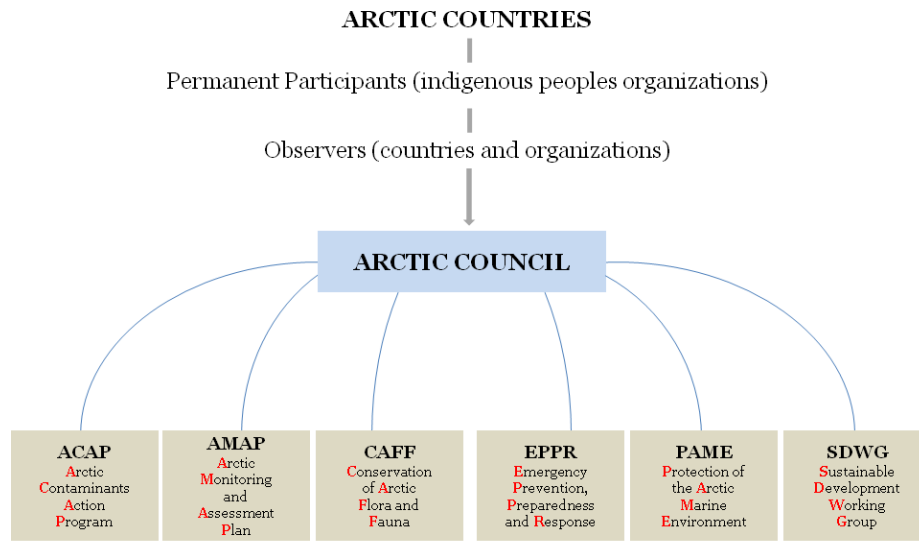 ARCTIC COUNTRIES
Permanent Participants (indigenous peoples organizations)
Observers (countries and organizations)
ARCTIC COUNCIL
ACAP
Arctic
Contaminants
Action
Program
AMAP
Arctic
Monitoring
and
Assessment
Plan
CAFF
Conservation
of Arctic
Flora and
Fauna
EPPR
Emergency
Prevention,
Preparedness
and Response
PAME
Protection of
the Arctic
Marine
Environment
SDWG
Sustainable
Development
Working
Group